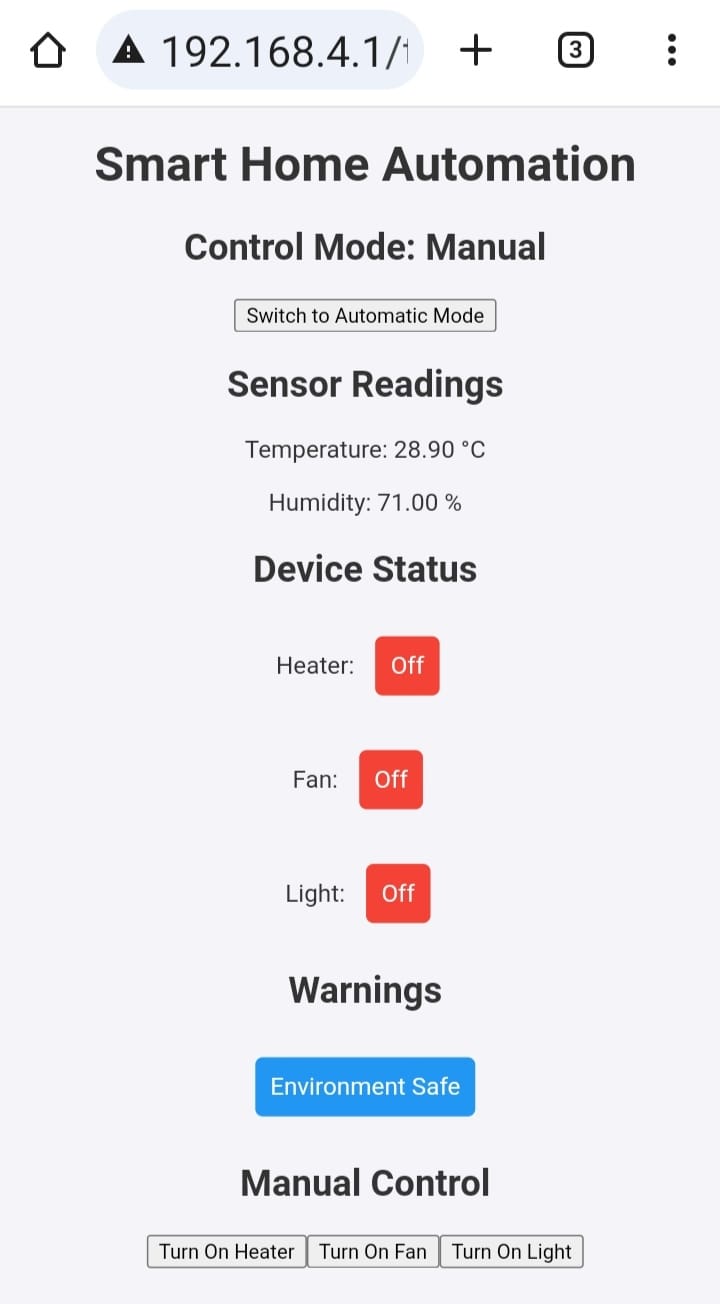 192.168.4.1/
3
Smart Home Automation
Control Mode: Manual
Switch to Automatic Mode
Sensor Readings
Temperature: 28.90 °C
Humidity: 71.00 %
Device Status
Heater: Off
Fan: Off
Light: Off
Warnings
Environment Safe
Manual Control
Turn On Heater Turn On Fan Turn On Light